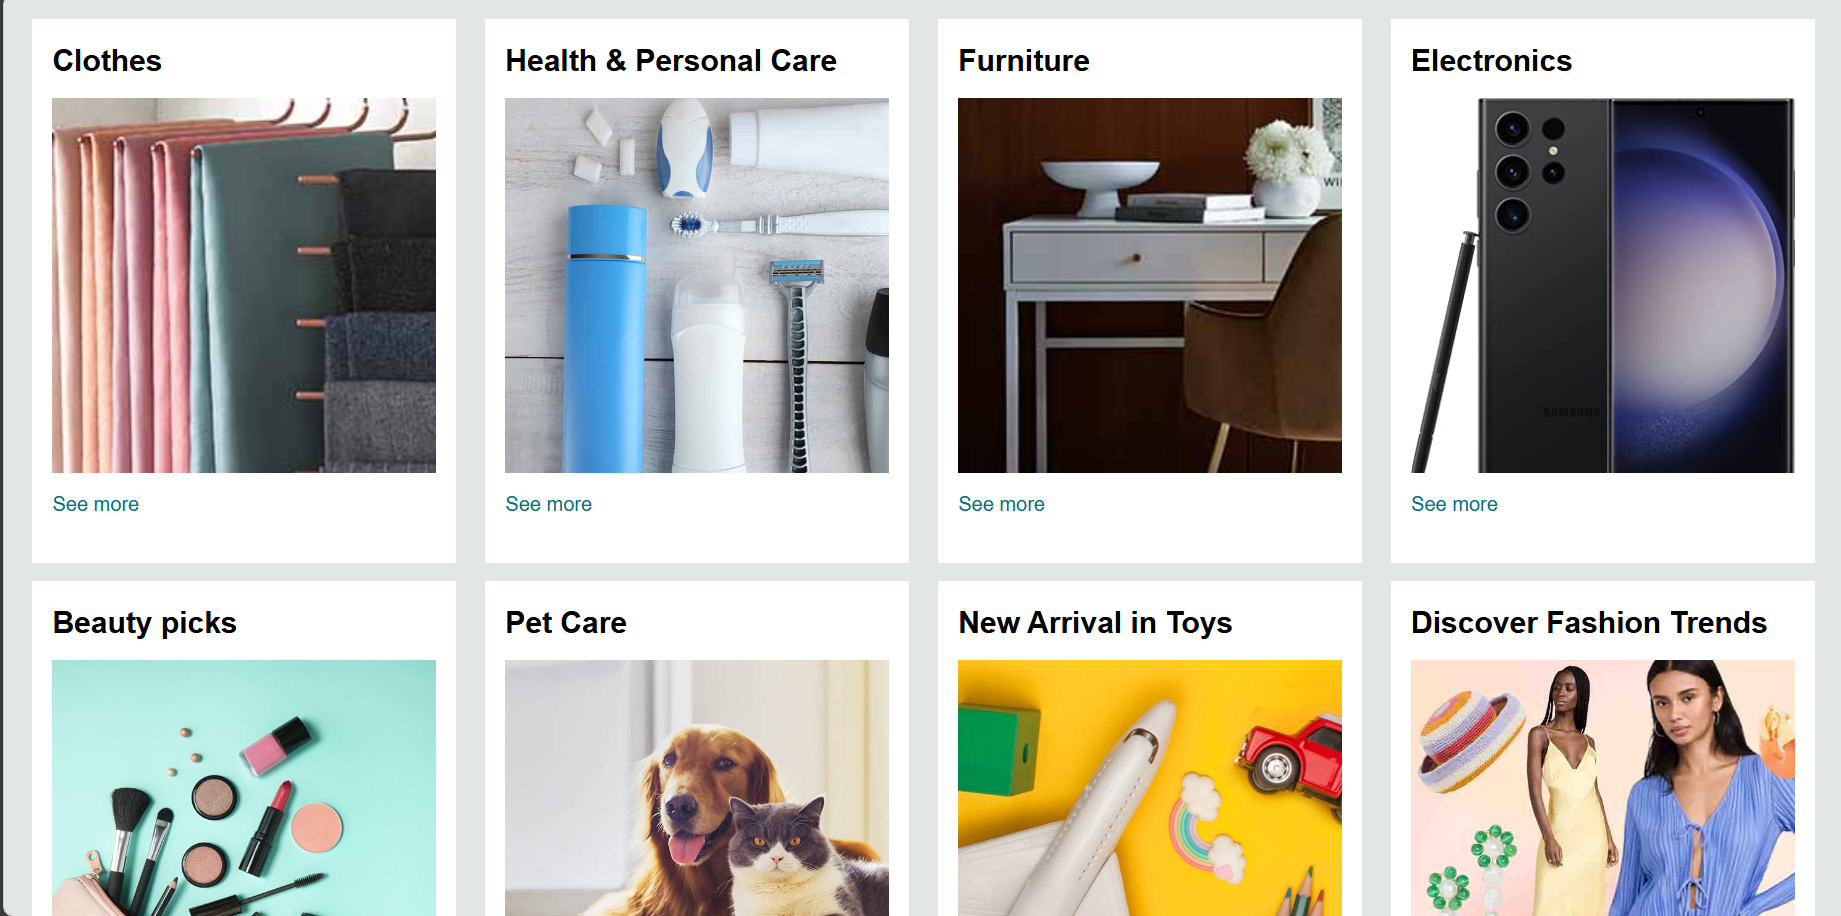 Clothes
Health & Personal Care
Furniture
Electronics
SAMSUNG
See more
See more
See more
See more
Beauty picks
Pet Care
New Arrival in Toys
Discover Fashion Trends